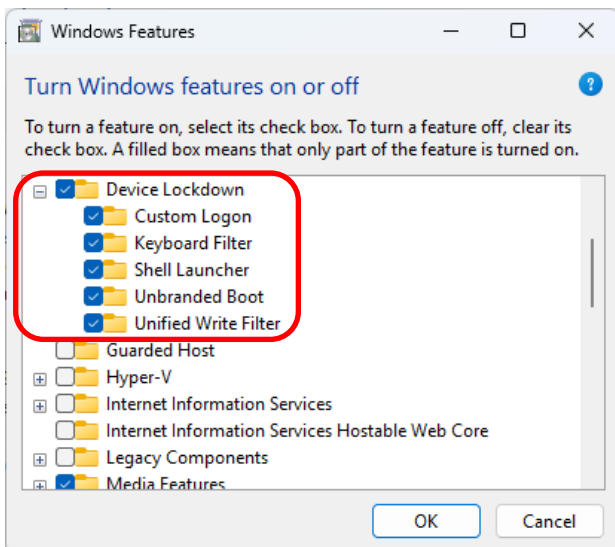 Windows Features
Turn Windows features on or off
?
To turn a feature on, select its check box. To turn a feature off, clear its
check box. A filled box means that only part of the feature is turned on.
Device Lockdown
Custom Logon
Keyboard Filter
Shell Launcher
Unbranded Boot
Unified Write Filter
Guarded Host
Hyper-V
Internet Information Services
Internet Information Services Hostable Web Core
Legacy Components
Media Features
OK Cancel